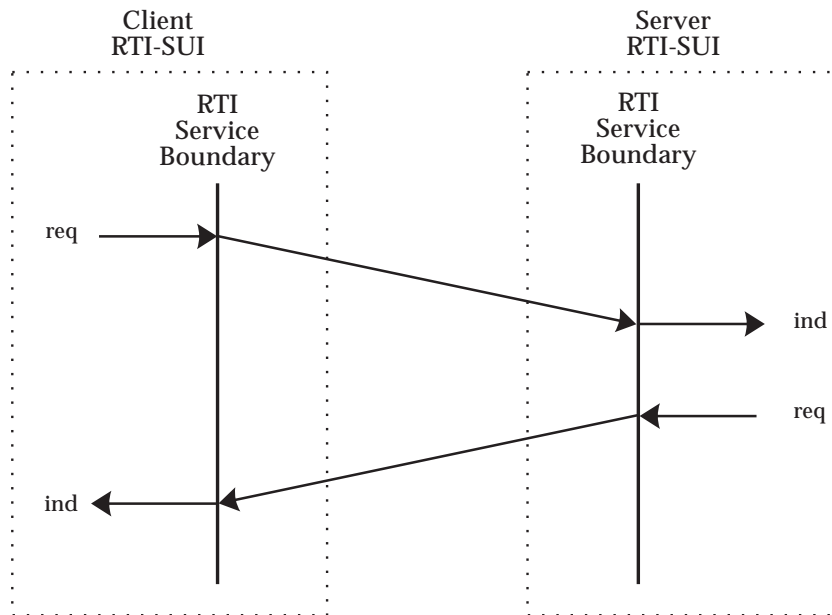 Client
RTI-SUI
Server
RTI-SUI
RTI
Service
Boundary
RTI
Service
Boundary
req
ind
req
ind